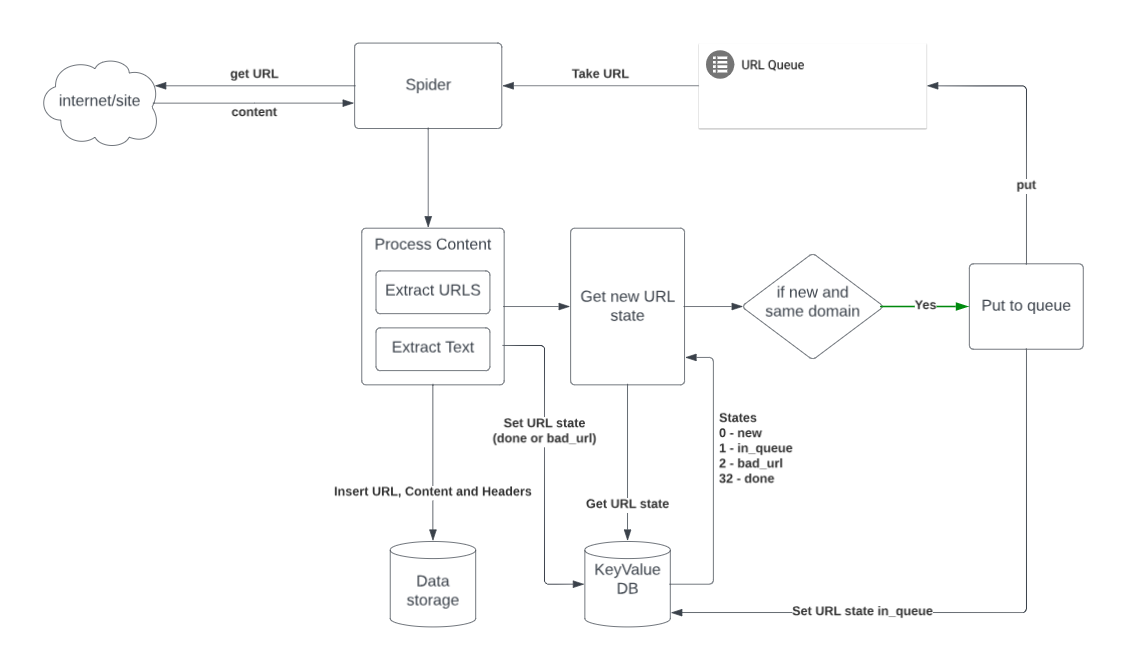 get URL
internet/site
content
Spider
Take URL
URL Queue
put
Process Content
Extract URLS
Extract Text
Get new URL
state
if new and
same domain
Yes
Put to queue
Set URL state
(done or bad_url)
States
0 - new
1 - in_queue
2 - bad_url
32 - done
Insert URL, Content and Headers
Get URL state
Data
storage
KeyValue
DB
Set URL state in_queue